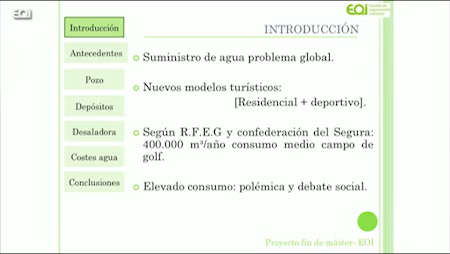 EOI
EOI
Introducción
INTRODUCCIÓN
Antecedentes
Pozo
Depósitos
Desaladora
Costes agua
Conclusiones
Suministro de agua problema global.
Nuevos modelos turísticos:
[Residencial + deportivo].
Según R.F.E.G y confederación del Segura:
400.000 m³/año consumo medio campo de
golf.
Elevado consumo: polémica y debate social.
Proyecto fin de máster- EOI